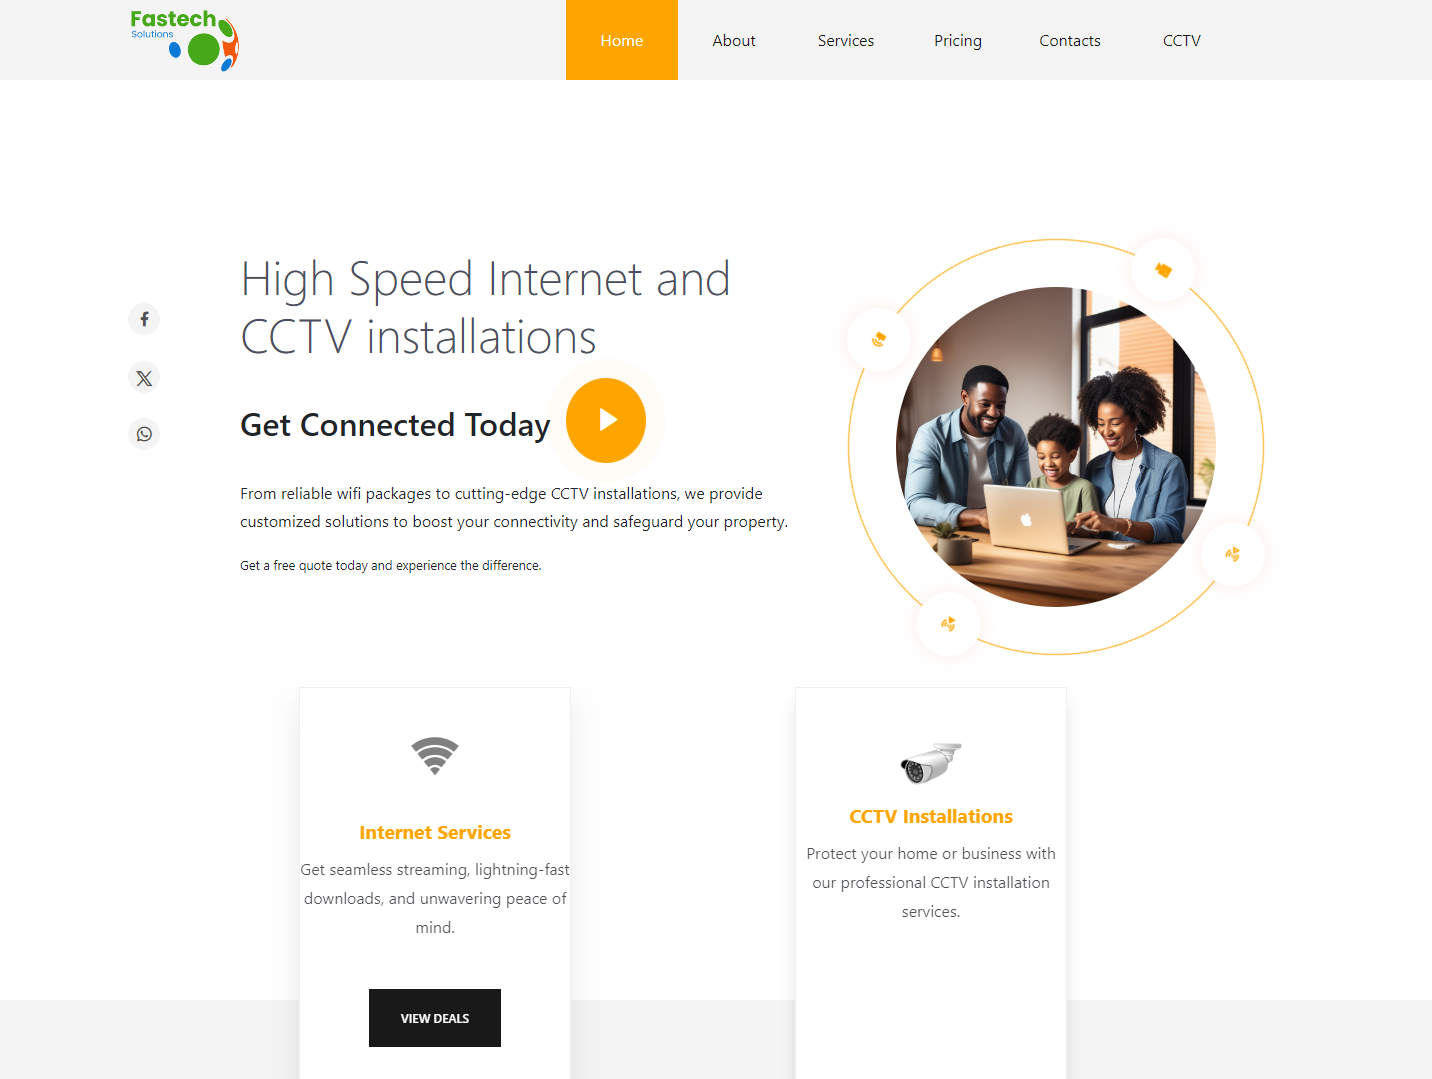 Fastech
Solutions
Home
About
Services
Pricing
Contacts
CCTV
High Speed Internet and
CCTV installations
Get Connected Today
From reliable wifi packages to cutting-edge CCTV installations, we provide
customized solutions to boost your connectivity and safeguard your property.
Get a free quote today and experience the difference.
Internet Services
Get seamless streaming, lightning-fast
downloads, and unwavering peace of
mind.
VIEW DEALS
CCTV Installations
Protect your home or business with
our professional CCTV installation
services.